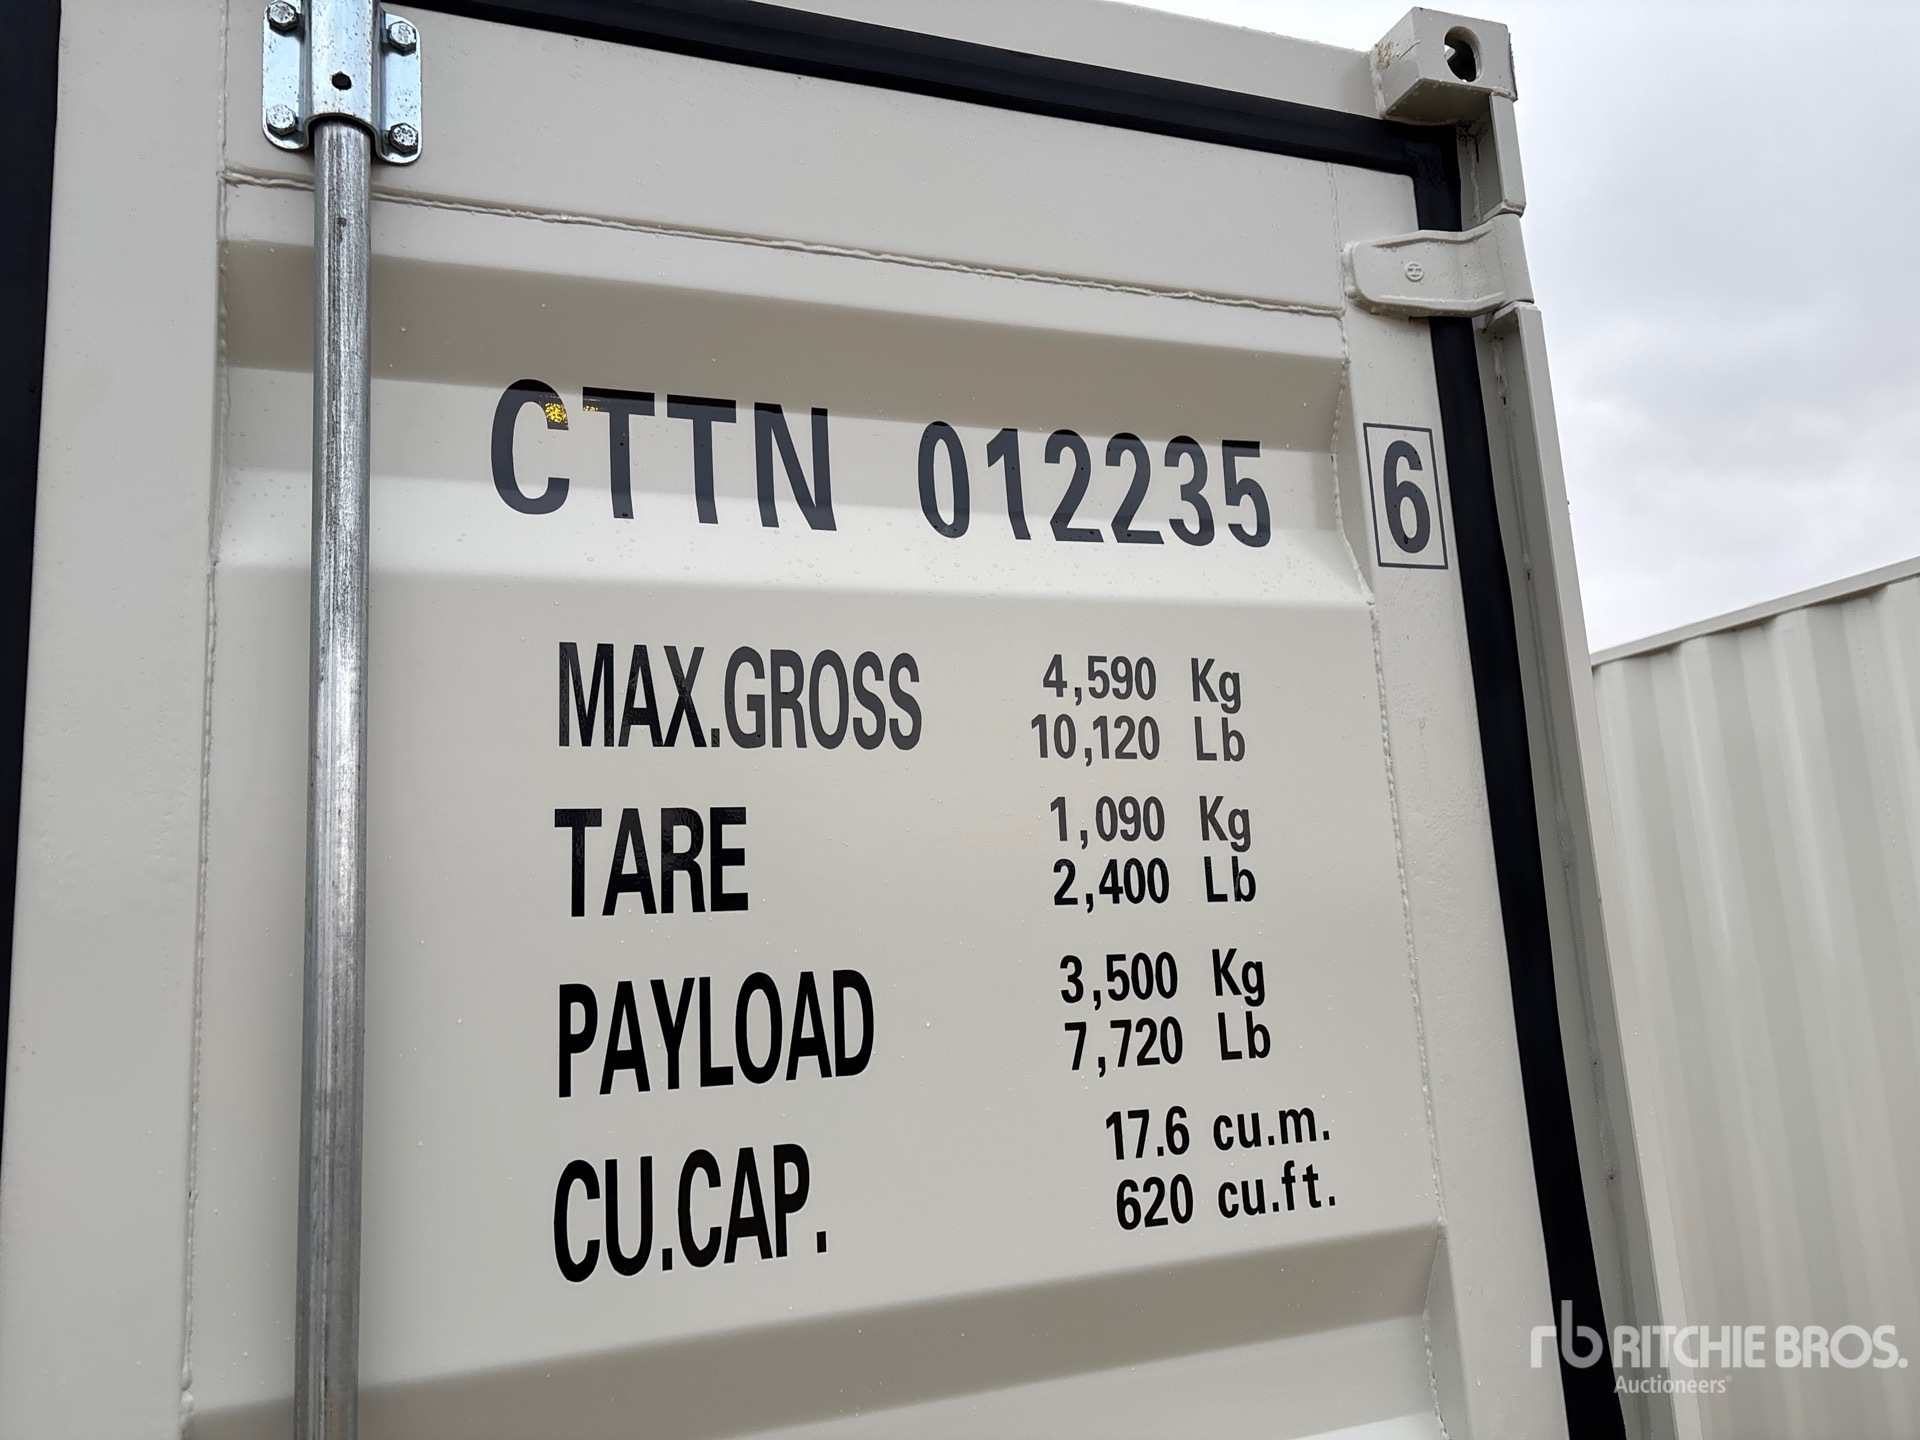 CTTN 012235 6
MAX.GROSS 4,590 Kg
10,120 Lb
TARE 1,090 Kg
2,400 Lb
PAYLOAD 3,500 Kg
7,720 Lb
CU.CAP. 17.6 cu.m.
620 cu.ft.
rb RITCHIE BROS.
Auctioneers